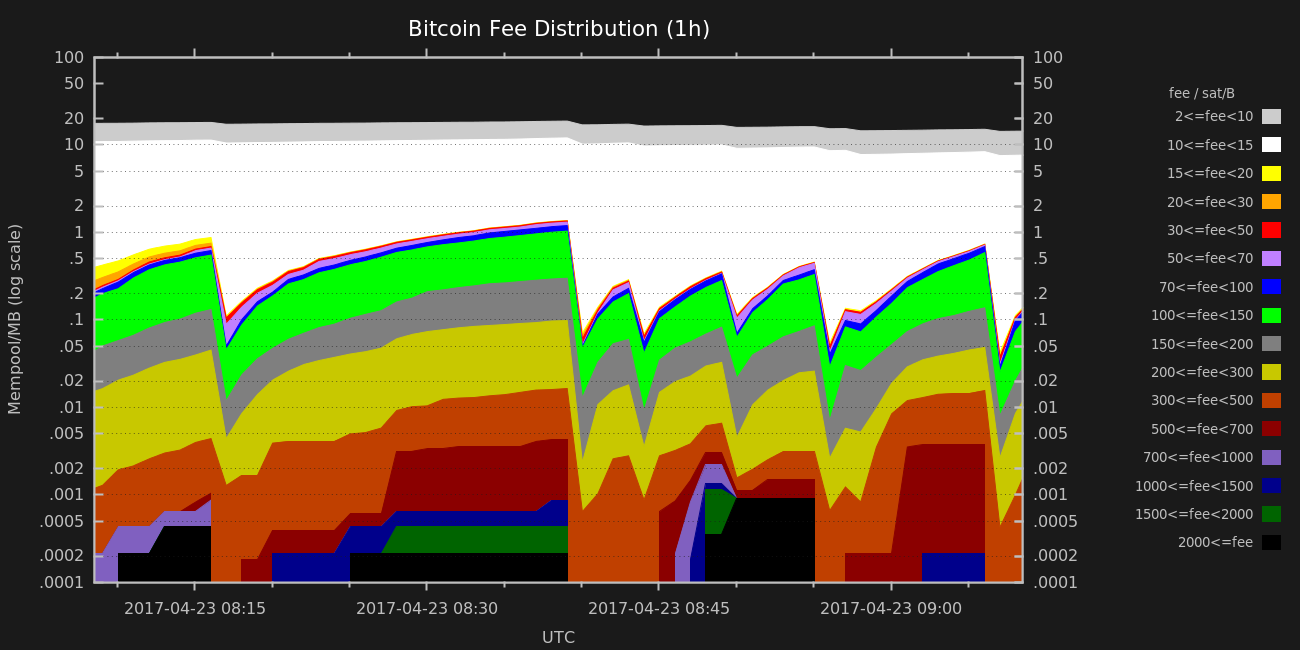 Bitcoin Fee Distribution (1h)
100
50
20
10
5
2
1
.5
.2
.1
.05
.02
.01
.005
.002
.001
.0005
.0002
.0001
Mempool/MB (log scale)
100
50
20
10
5
2
1
.5
.2
.1
.05
.02
.01
.005
.002
.001
.0005
.0002
.0001
2017-04-23 08:15
2017-04-23 08:30
2017-04-23 08:45
2017-04-23 09:00
UTC
fee / sat/B
2<=fee<10
10<=fee<15
15<=fee<20
20<=fee<30
30<=fee<50
50<=fee<70
70<=fee<100
100<=fee<150
150<=fee<200
200<=fee<300
300<=fee<500
500<=fee<700
700<=fee<1000
1000<=fee<1500
1500<=fee<2000
2000<=fee